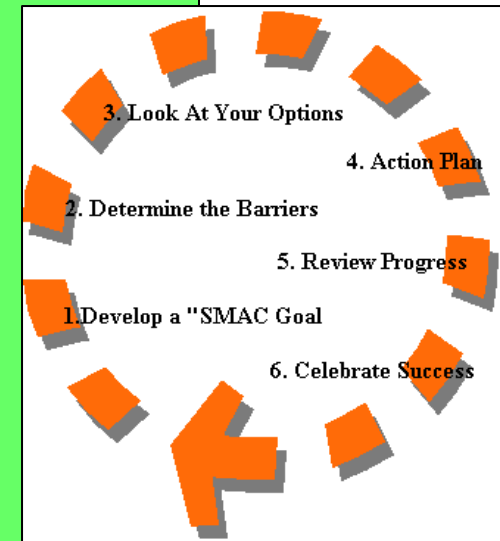 3. Look At Your Options
4. Action Plan
2. Determine the Barriers
5. Review Progress
1.Develop a "SMAC Goal
6. Celebrate Success